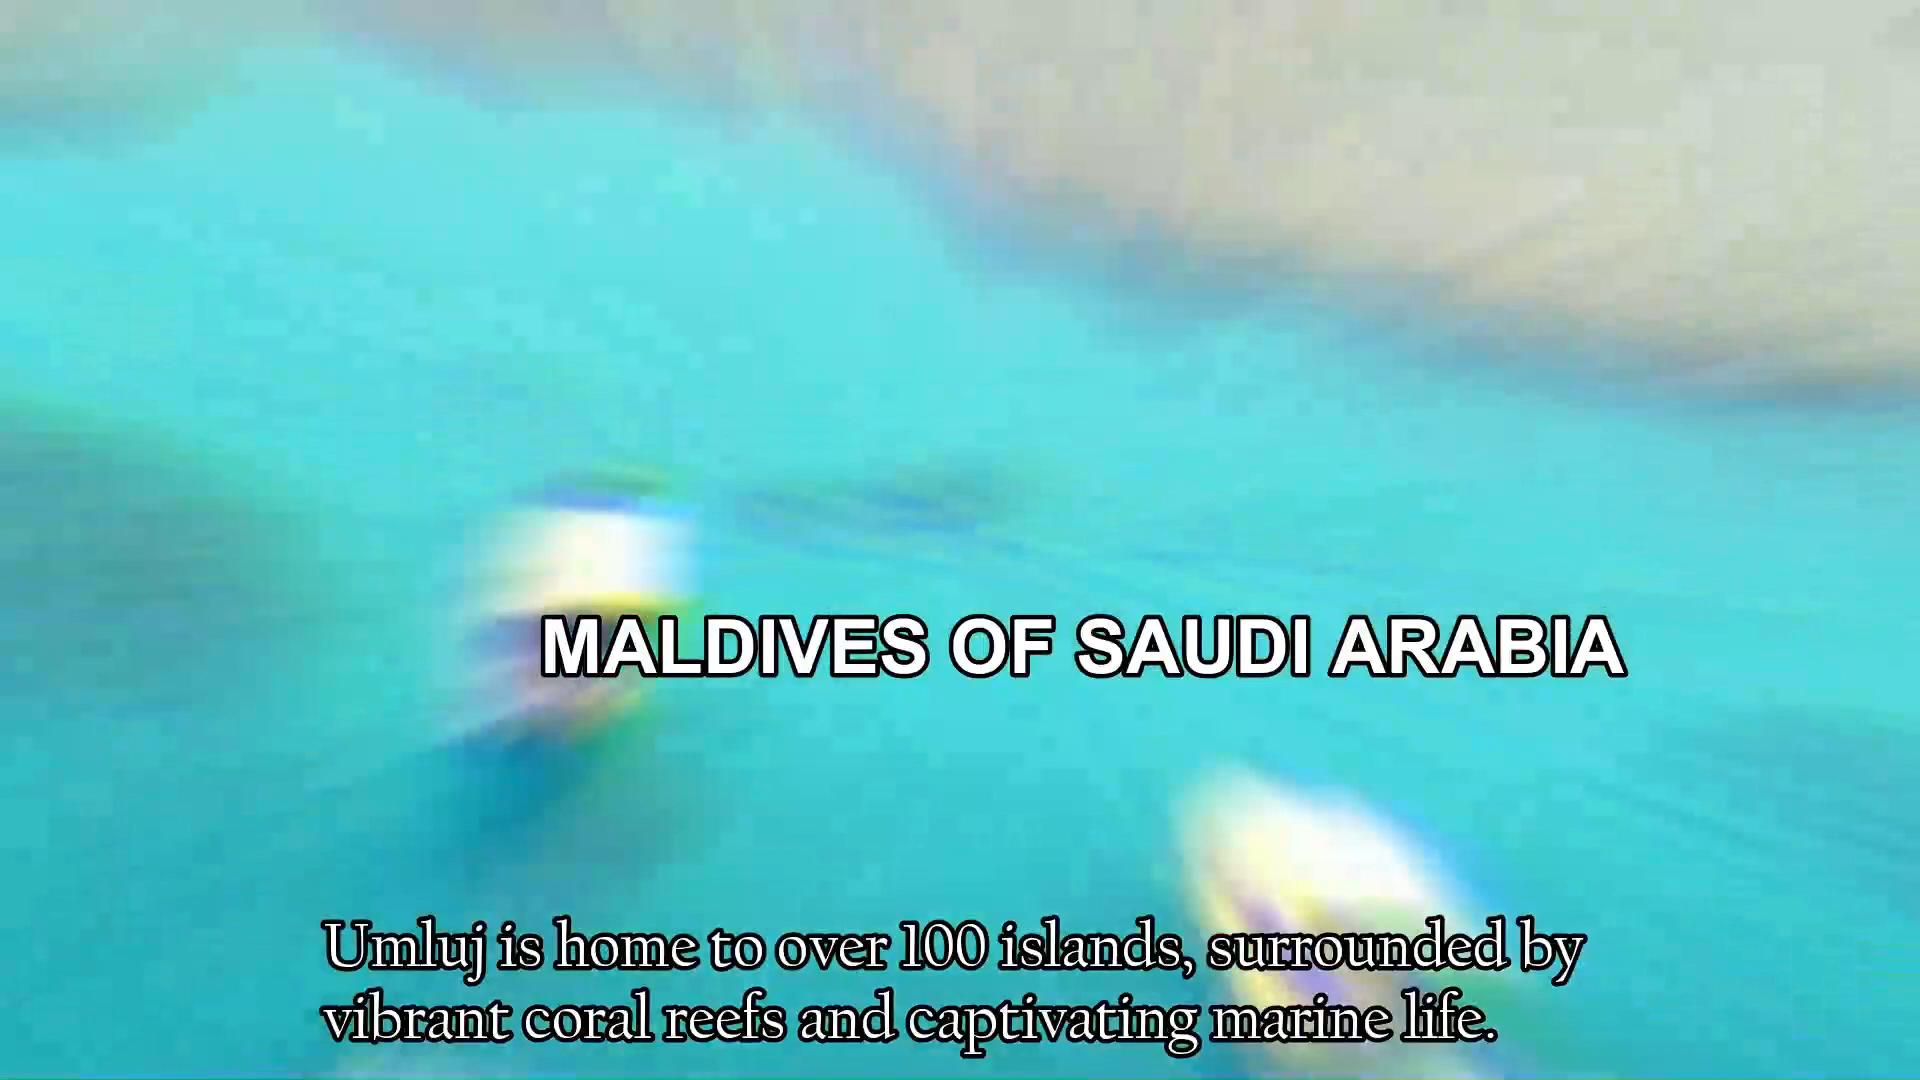 MALDIVES OF SAUDI ARABIA
Umluj is home to over 100 islands, surrounded by
vibrant coral reefs and captivating marine life.